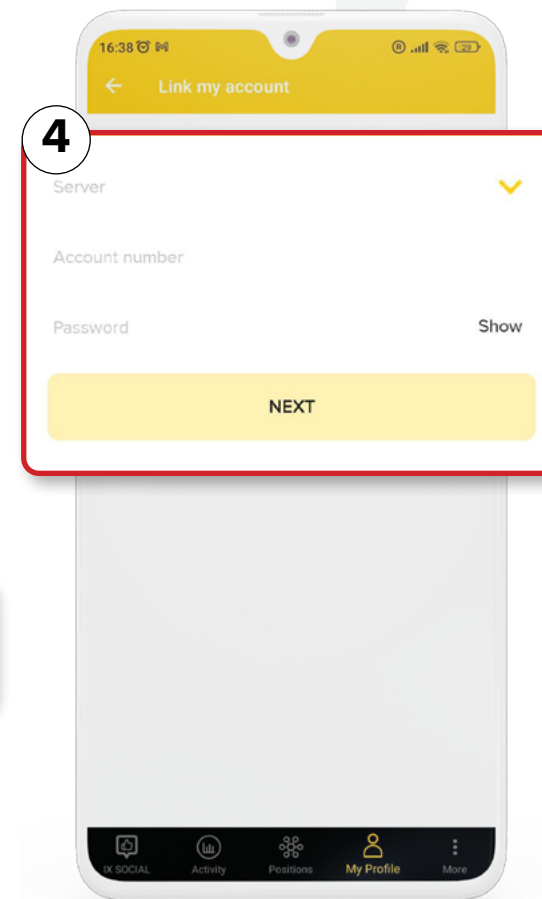 16:38
29
Link my account
4
Server
Account number
Password Show
NEXT
IX SOCIAL Activity Positions My Profile More